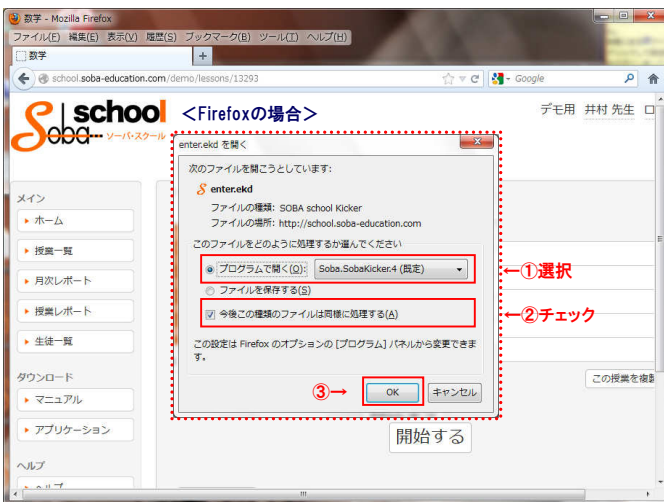 数学 - Mozilla Firefox
ファイル(F) 編集(E) 表示(V) 履歴(S) ブックマーク(B) ツール(T) ヘルプ(H)
数学
+
school.soba-education.com/demo/lessons/13293
Google
Soba school
ソーバ・スクール
<Firefoxの場合>
デモ用 井村 先生 ロ
enter.ekd を開く
次のファイルを開こうとしています:
enter.ekd
ファイルの種類: SOBA school Kicker
ファイルの場所: http://school.soba-education.com
このファイルをどのように処理するか選んでください
プログラムで開く(O): Soba.SobaKicker.4 (既定)
←①選択
ファイルを保存する(S)
今後この種類のファイルは同様に処理する(A)
←②チェック
この設定は Firefox のオプションの [プログラム] パネルから変更できま
す。
③→ OK キャンセル
メイン
ホーム
授業一覧
月次レポート
授業レポート
生徒一覧
ダウンロード
マニュアル
アプリケーション
ヘルプ
ヘルプ
この授業を複製
開始する